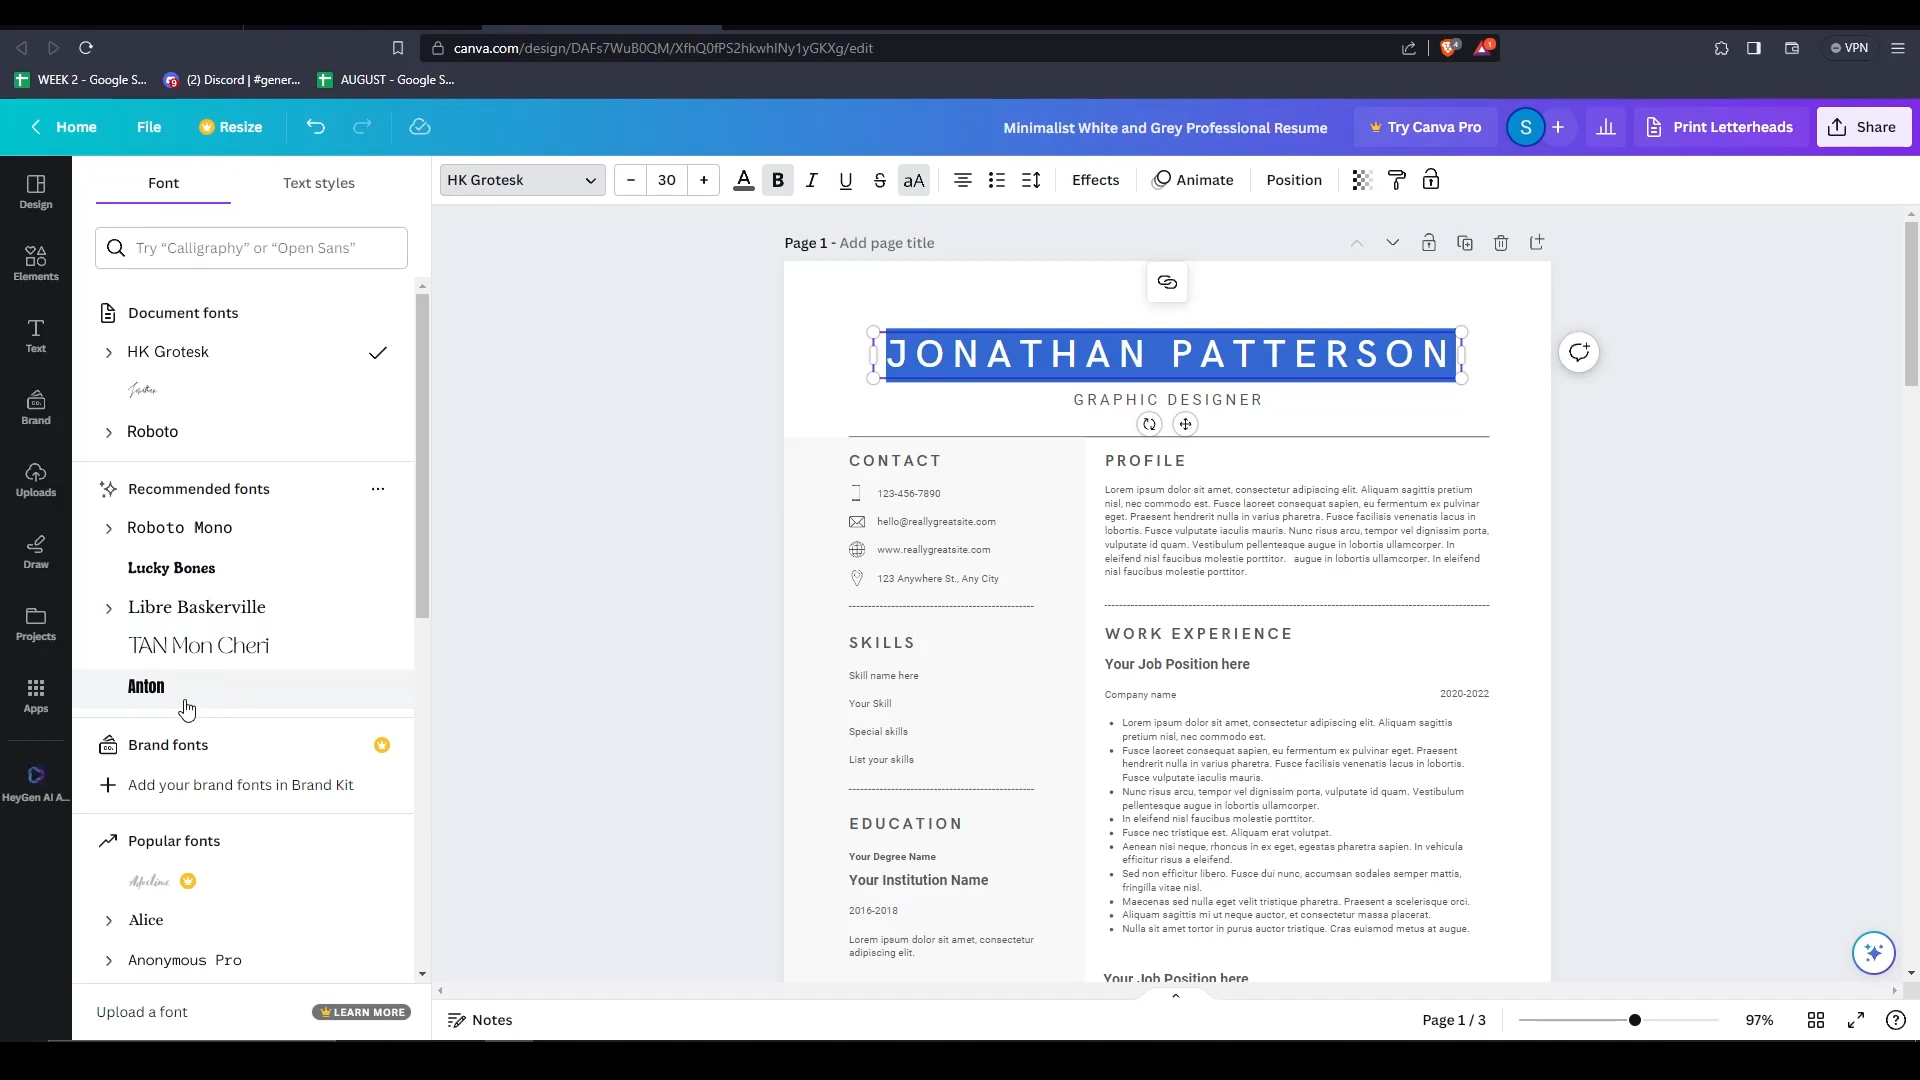 canva.com/design/DAFs7WuB0QM/XfhQ0fPS2hkwhINy1yGKXg/edit
4
1
VPN
WEEK 2 - Google S...
(2) Discord | #gener...
AUGUST - Google S...
Home
File
Resize
Minimalist White and Grey Professional Resume
Try Canva Pro
S
Print Letterheads
Share
Design
Elements
Text
Brand
Uploads
Draw
Projects
Apps
HeyGen AI A...
Font
Text styles
Try “Calligraphy” or “Open Sans”
Document fonts
HK Grotesk
Roboto
Recommended fonts
Roboto Mono
Lucky Bones
Libre Baskerville
TAN Mon Cheri
Anton
Brand fonts
Add your brand fonts in Brand Kit
Popular fonts
Alice
Anonymous Pro
Upload a font
LEARN MORE
HK Grotesk
30
A
B
I
U
S
aA
Effects
Animate
Position
Page 1 - Add page title
JONATHAN PATTERSON
GRAPHIC DESIGNER
CONTACT
123-456-7890
hello@reallygreatsite.com
www.reallygreatsite.com
123 Anywhere St., Any City
SKILLS
Skill name here
Your Skill
Special skills
List your skills
EDUCATION
Your Degree Name
Your Institution Name
2016-2018
Lorem ipsum dolor sit amet, consectetur
adipiscing elit.
PROFILE
Lorem ipsum dolor sit amet, consectetur adipiscing elit. Aliquam sagittis pretium
nisl, nec commodo est. Fusce laoreet consequat sapien, eu fermentum ex pulvinar
eget. Praesent hendrerit nulla in varius pharetra. Fusce facilisis venenatis lacus in
lobortis. Fusce vulputate iaculis mauris. Nunc risus arcu, tempor vel dignissim porta,
vulputate id quam. Vestibulum pellentesque augue in lobortis ullamcorper. In
eleifend nisl faucibus molestie porttitor. augue in lobortis ullamcorper. In eleifend
nisl faucibus molestie porttitor.
WORK EXPERIENCE
Your Job Position here
Company name
2020-2022
Lorem ipsum dolor sit amet, consectetur adipiscing elit. Aliquam sagittis
pretium nisl, nec commodo est.
Fusce laoreet consequat sapien, eu fermentum ex pulvinar eget. Praesent
hendrerit nulla in varius pharetra. Fusce facilisis venenatis lacus in lobortis.
Fusce vulputate iaculis mauris.
Nunc risus arcu, tempor vel dignissim porta, vulputate id quam. Vestibulum
pellentesque augue in lobortis ullamcorper.
In eleifend nisl faucibus molestie porttitor.
Fusce nec tristique est. Aliquam erat volutpat.
Aenean nisi neque, rhoncus in ex eget, egestas pharetra sapien. In vehicula
efficitur risus a eleifend.
Sed non efficitur libero. Fusce dui nunc, accumsan sodales semper mattis,
fringilla vitae nisl.
Maecenas sed nulla eget velit tristique pharetra. Praesent a scelerisque orci.
Aliquam sagittis mi ut neque auctor, et consectetur massa placerat.
Nulla sit amet tortor in purus auctor tristique. Cras euismod metus at augue.
Your Job Position here
Notes
Page 1 / 3
97%